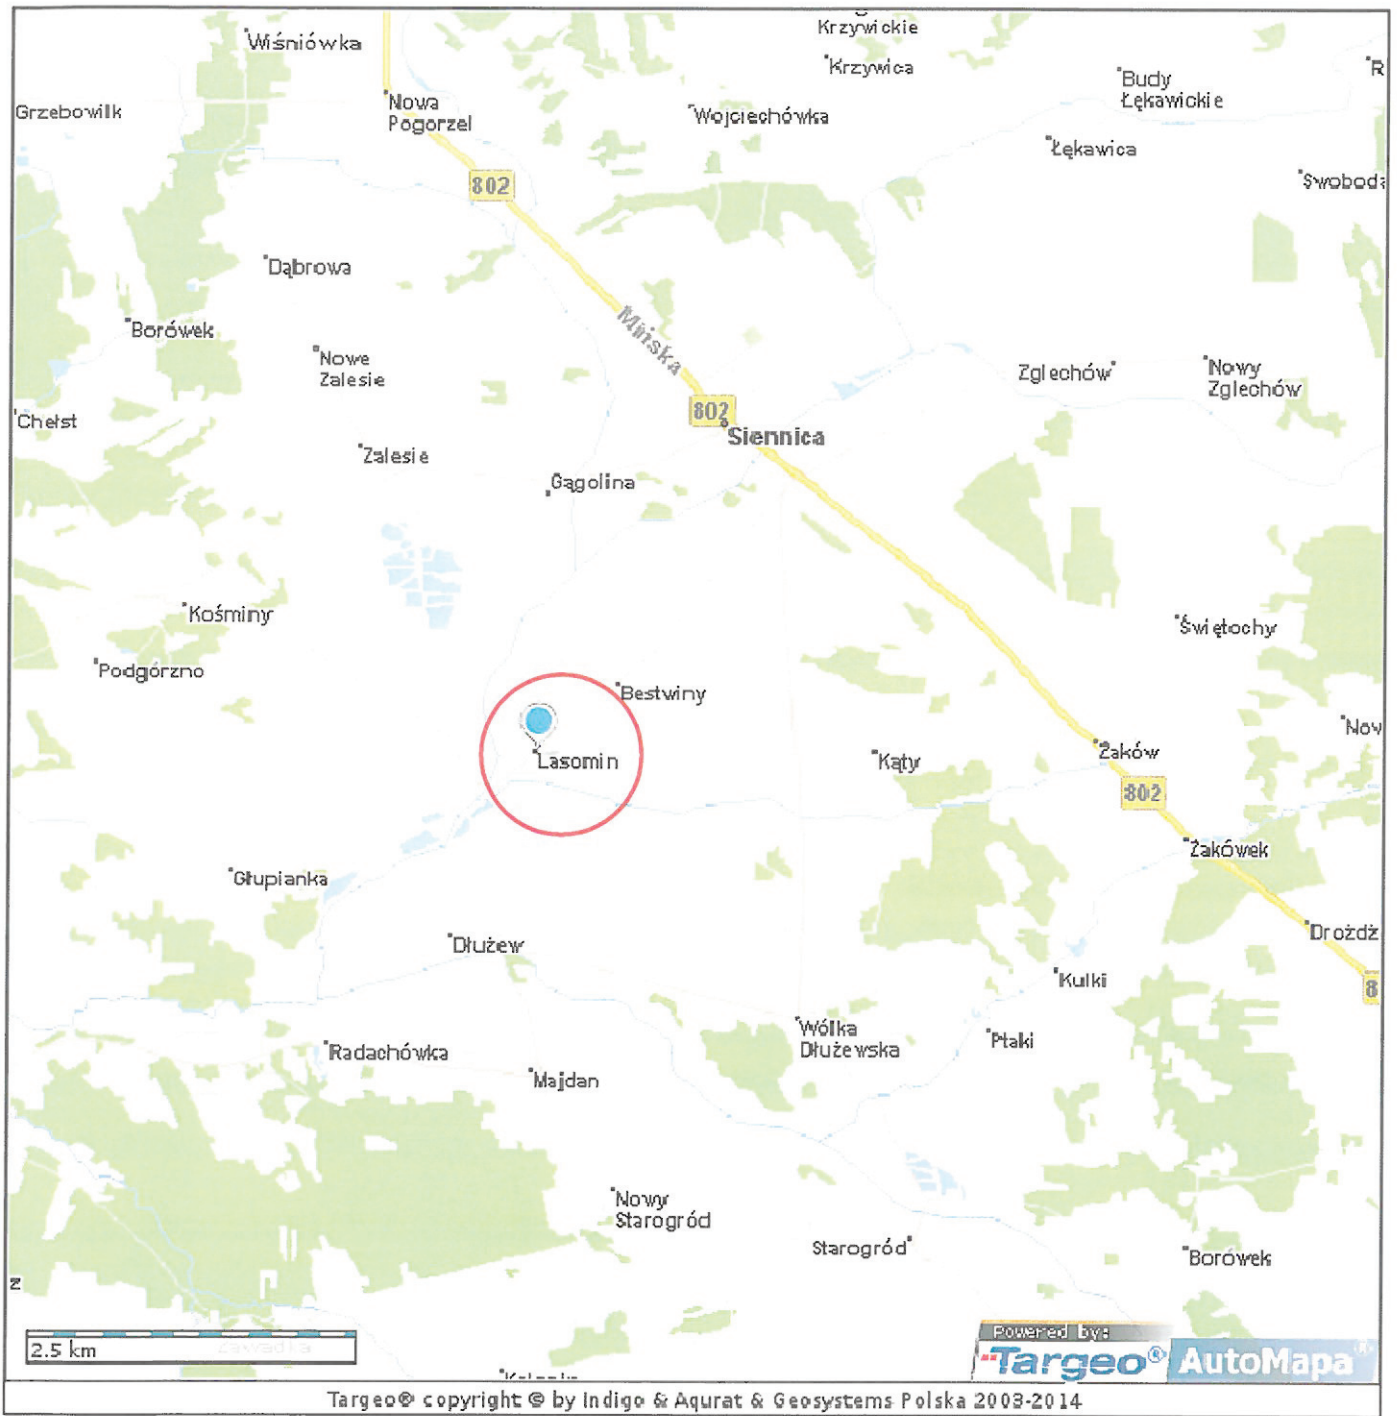 Krzywickie
Wiśniówka
Krzywica
Budy
Łękawickie
Nowa
Pogorzel
Grzebowilk
Wojciechówka
Łękawica
802
Dąbrowa
Borówek
Mińska
Nowe
Zalesie
Zglechów
Nowy
Zglechów
802
Siennica
Chełst
Zalesie
Gągolina
Kośminy
Świętochy
Podgórzno
Bestwiny
Lasomin
Kąty
Żaków
802
Żakówek
Głupianka
Drożdż
Dłużew
Kulki
8
Wólka
Dłużewska
Ptaki
Radachówka
Majdan
Nowy
Starogród
Starogród
Borówek
2.5 km
Zawadka
Powered by:
Targeo® AutoMapa®
Targeo® copyright © by Indigo & Aqurat & Geosystems Polska 2003-2014